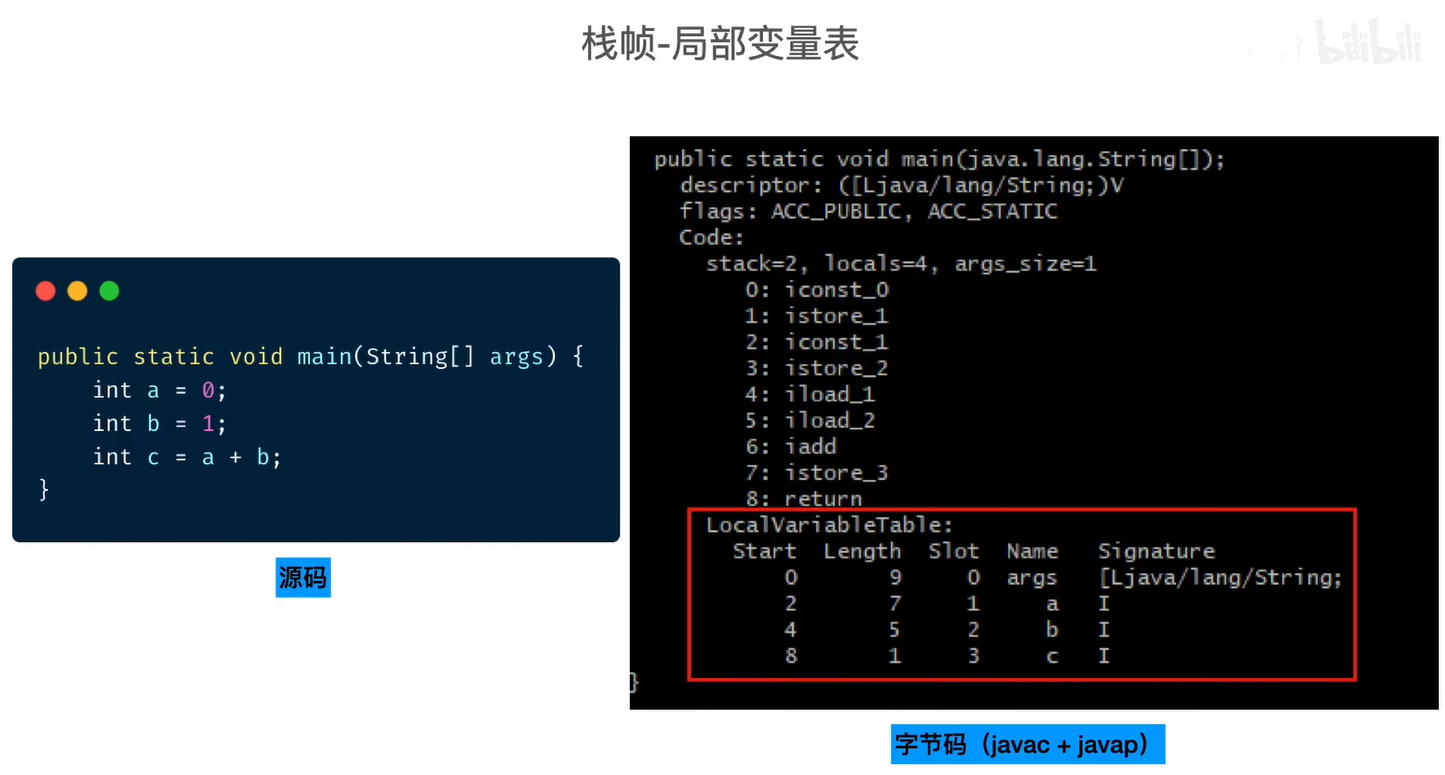 栈帧-局部变量表
bilibili
public static void main(String[] args) {
int a = 0;
int b = 1;
int c = a + b;
}
源码
public static void main(java.lang.String[]);
descriptor: ([Ljava/lang/String;)V
flags: ACC_PUBLIC, ACC_STATIC
Code:
stack=2, locals=4, args_size=1
0: iconst_0
1: istore_1
2: iconst_1
3: istore_2
4: iload_1
5: iload_2
6: iadd
7: istore_3
8: return
LocalVariableTable:
Start Length Slot Name Signature
0 9 0 args [Ljava/lang/String;
2 7 1 a I
4 5 2 b I
8 1 3 c I
}
字节码（javac + javap）